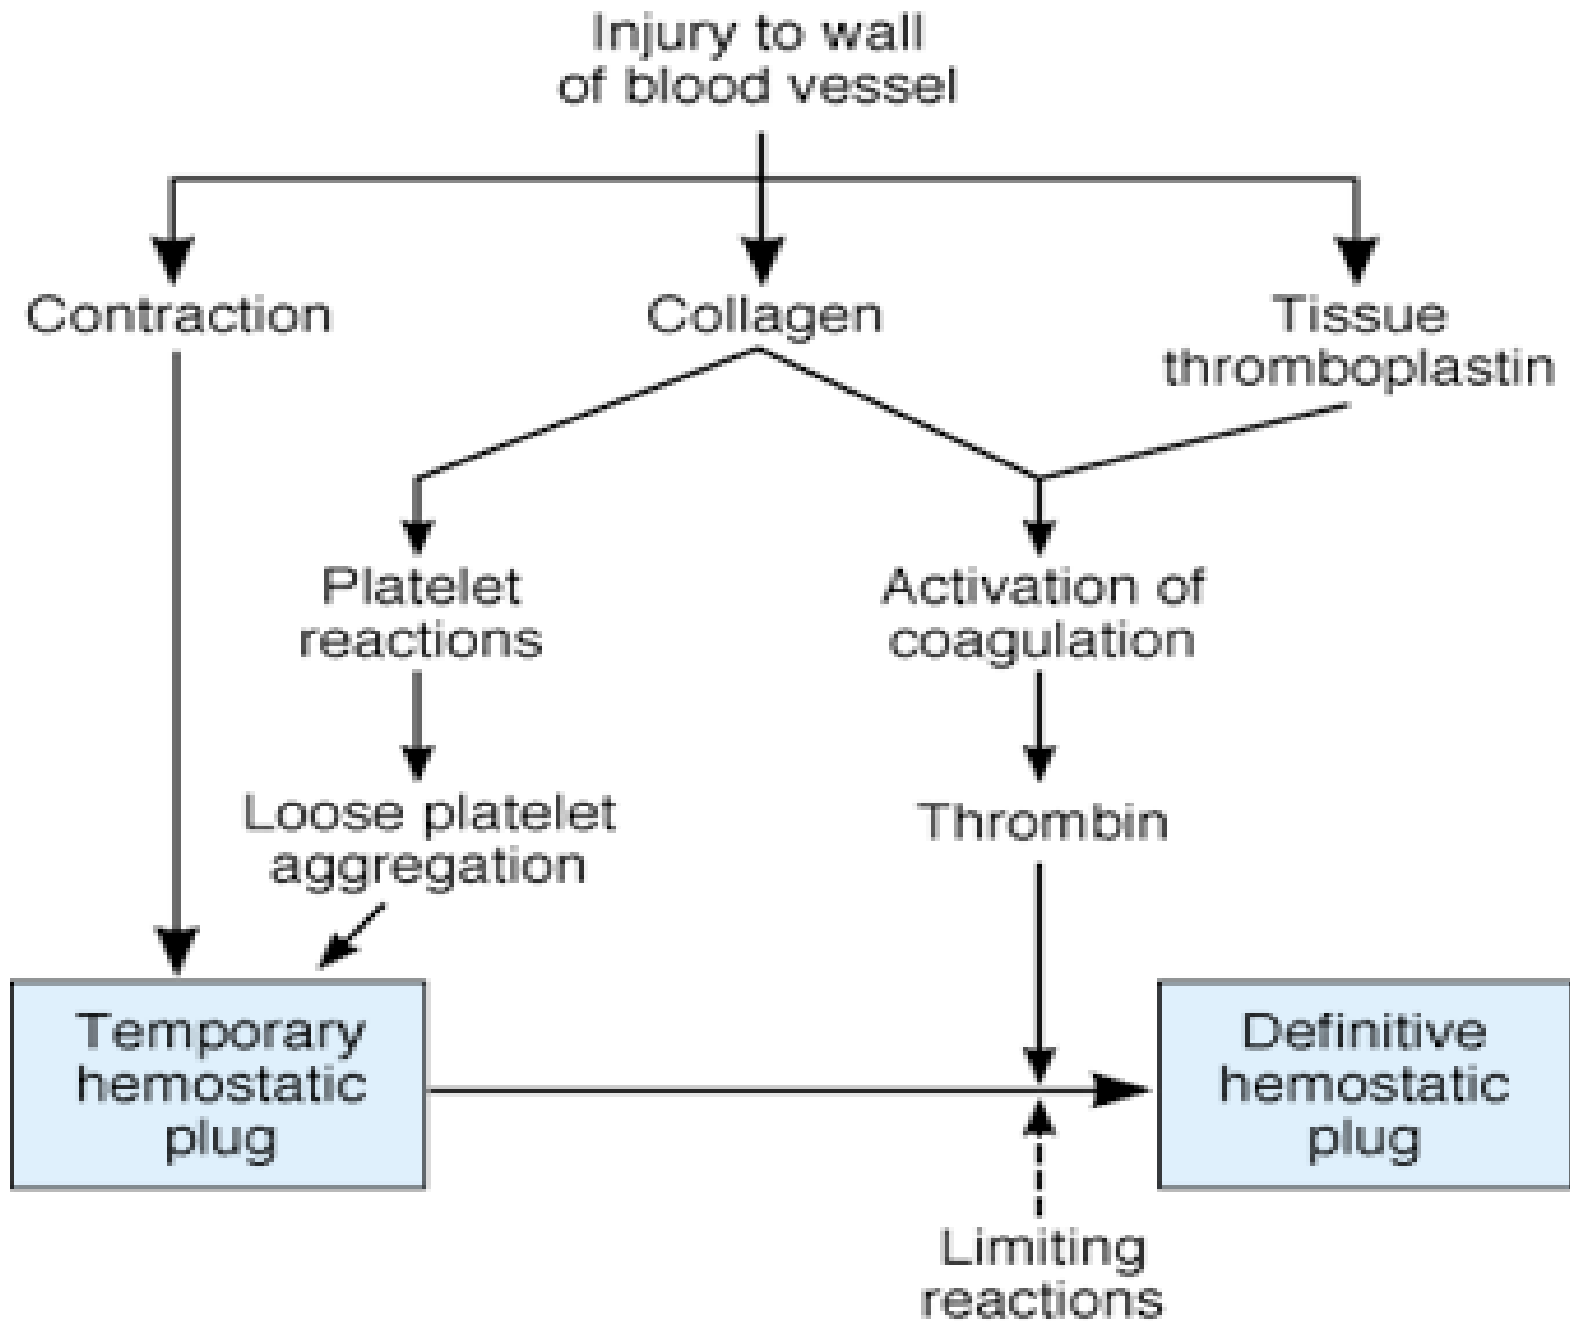 Injury to wall
of blood vessel
Contraction
Collagen
Tissue
thromboplastin
Platelet
reactions
Activation of
coagulation
Loose platelet
aggregation
Thrombin
Temporary
hemostatic
plug
Definitive
hemostatic
plug
Limiting
reactions